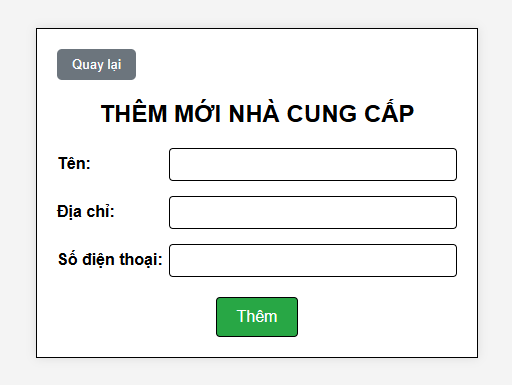 Quay lại
THÊM MỚI NHÀ CUNG CẤP
Tên:
Địa chỉ:
Số điện thoại:
Thêm